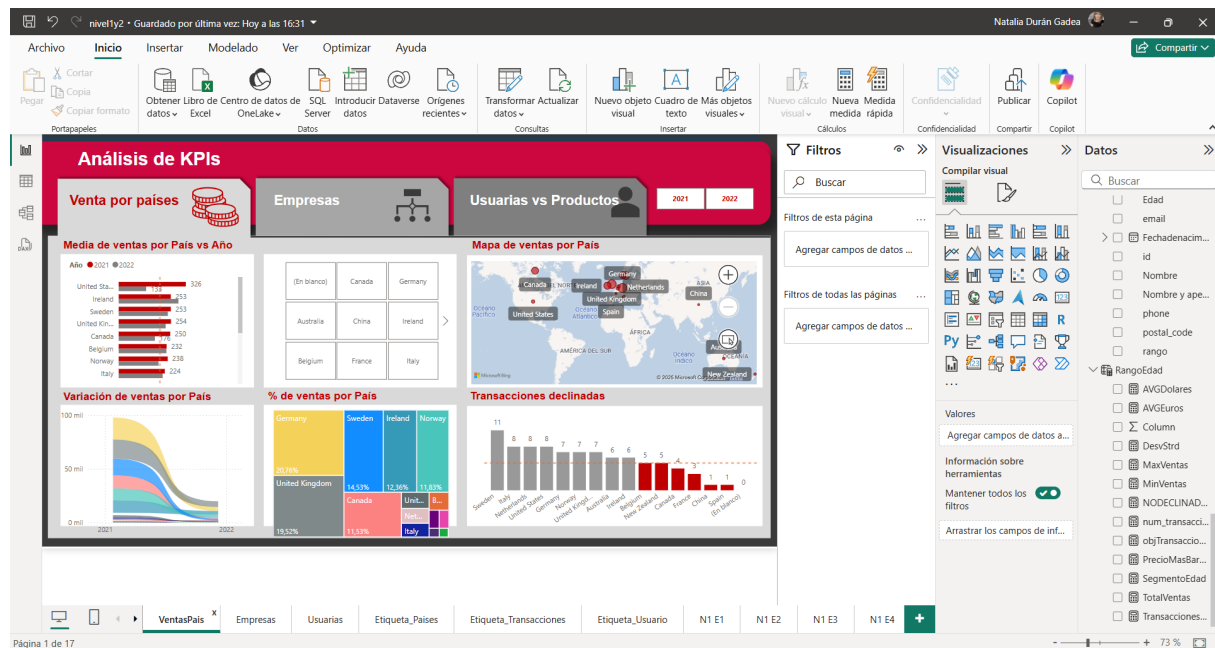 nivel1y2 • Guardado por última vez: Hoy a las 16:31
Natalia Durán Gadea
Archivo Inicio Insertar Modelado Ver Optimizar Ayuda
Compartir
Pegar
Cortar
Copia
Copiar formato
Portapapeles
Obtener datos
Libro de Excel
Centro de datos de OneLake
SQL Server
Introducir datos
Dataverse
Orígenes recientes
Datos
Transformar datos
Actualizar
Consultas
Nuevo objeto visual
Cuadro de texto
Más objetos visuales
Insertar
Nuevo cálculo visual
Nueva medida
Medida rápida
Cálculos
Confidencialidad
Confidencialidad
Publicar
Compartir
Copilot
Copilot
Análisis de KPIs
Venta por países
Empresas
Usuarias vs Productos
2021 2022
Media de ventas por País vs Año
Año 2021 2022
United Sta... 326
133
Ireland 253
Sweden 253
United Kin... 254
Canada 250
176
Belgium 232
Norway 238
Italy 224
(En blanco) Canada Germany
Australia China Ireland
Belgium France Italy
Mapa de ventas por País
Germany
Canada
Ireland
Netherlands
United Kingdom
China
ASIA
United States
Spain
Océano Pacífico
Océano Atlántico
ÁFRICA
AMÉRICA DEL SUR
Océano Índico
OCEANÍA
New Zealand
Microsoft Bing
© 2025 Microsoft
Variación de ventas por País
100 mil
50 mil
0 mil
2021 2022
% de ventas por País
Germany
20,76%
United Kingdom
19,52%
Sweden
14,53%
Ireland
12,36%
Norway
11,83%
Canada
11,53%
Unit...
B...
Net...
Italy
Transacciones declinadas
11 8 8 8 7 7 7 6 6 5 5 4 3 1 1 0
Sweden
Italy
Netherlands
United States
Germany
Norway
United Kingd...
Australia
Ireland
Belgium
New Zealand
Canada
France
China
Spain
(En blanco)
Filtros
Buscar
Filtros de esta página ...
Agregar campos de datos ...
Filtros de todas las páginas ...
Agregar campos de datos ...
Visualizaciones
Compilar visual
123
R
Py
...
Valores
Agregar campos de datos a...
Información sobre herramientas
Mantener todos los filtros
Arrastrar los campos de inf...
Datos
Buscar
Edad
email
Fechadenacim...
id
Nombre
Nombre y ape...
phone
postal_code
rango
RangoEdad
AVGDolares
AVGEuros
Column
DesvStrd
MaxVentas
MinVentas
NODECLINAD...
num_transacci...
objTransaccio...
PrecioMasBar...
SegmentoEdad
TotalVentas
Transacciones...
VentasPais x
Empresas
Usuarias
Etiqueta_Paises
Etiqueta_Transacciones
Etiqueta_Usuario
N1 E1
N1 E2
N1 E3
N1 E4
+
Página 1 de 17
- + 73 %